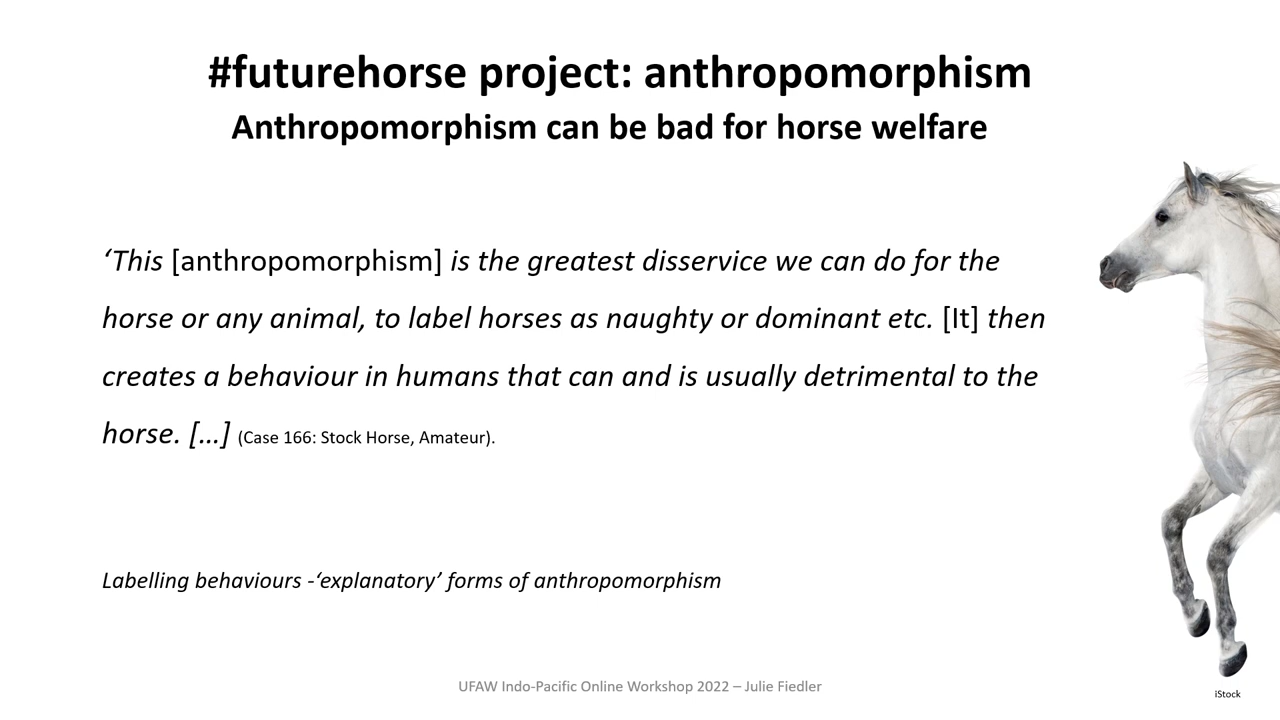 #futurehorse project: anthropomorphism
Anthropomorphism can be bad for horse welfare
‘This [anthropomorphism] is the greatest disservice we can do for the
horse or any animal, to label horses as naughty or dominant etc. [It] then
creates a behaviour in humans that can and is usually detrimental to the
horse. [...] (Case 166: Stock Horse, Amateur).
Labelling behaviours -‘explanatory’ forms of anthropomorphism
UFAW Indo-Pacific Online Workshop 2022 – Julie Fiedler
iStock